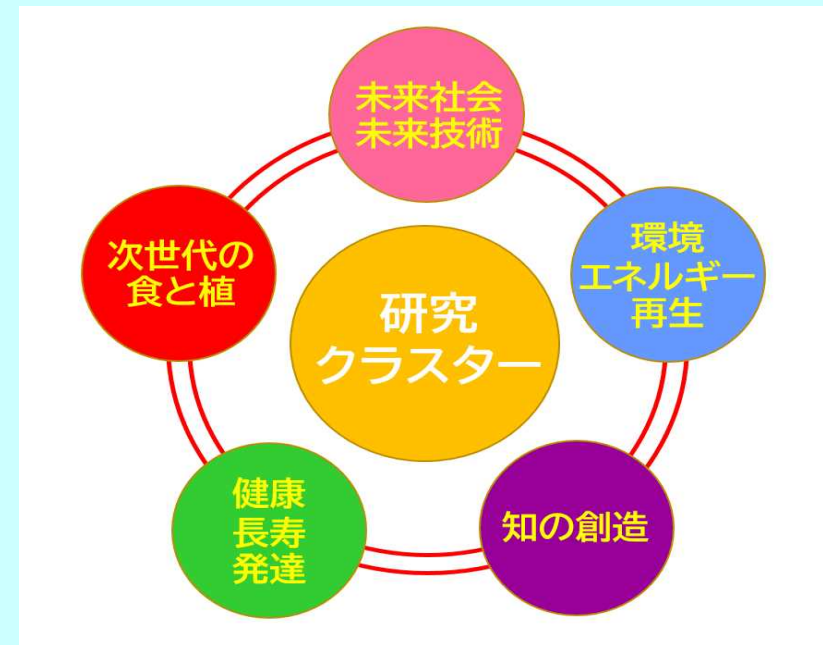 未来社会
未来技術
環境
エネルギー
再生
知の創造
健康
長寿
発達
次世代の
食と植
研究
クラスター